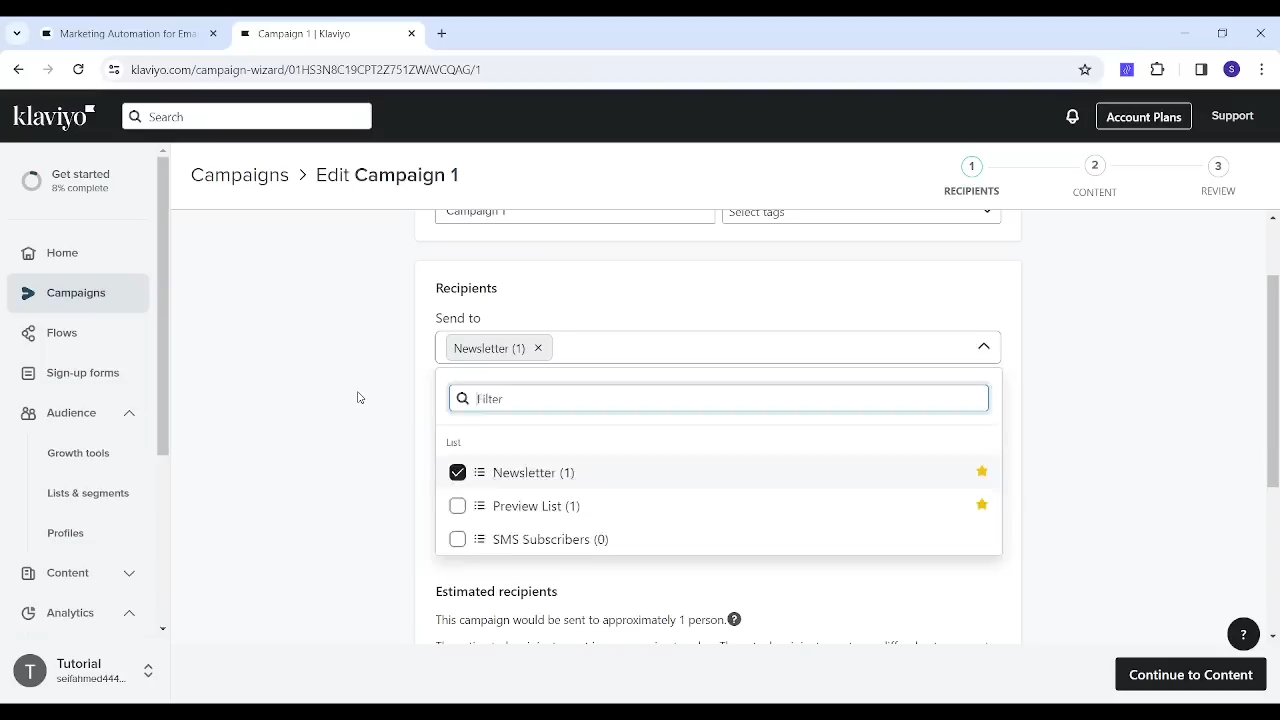 Marketing Automation for Ema
Campaign 1 | Klaviyo
klaviyo.com/campaign-wizard/01HS3N8C19CPT2Z751ZWAVCQAG/1
S
klaviyo
Search
Account Plans
Support
Get started
8% complete
Campaigns > Edit Campaign 1
1
2
3
RECIPIENTS
CONTENT
REVIEW
Campaign 1
Select tags
Home
Campaigns
Flows
Sign-up forms
Audience
Growth tools
Lists & segments
Profiles
Content
Analytics
Recipients
Send to
Newsletter (1)
Filter
List
Newsletter (1)
Preview List (1)
SMS Subscribers (0)
Estimated recipients
This campaign would be sent to approximately 1 person.
?
T
Tutorial
seifahmed444...
?
Continue to Content